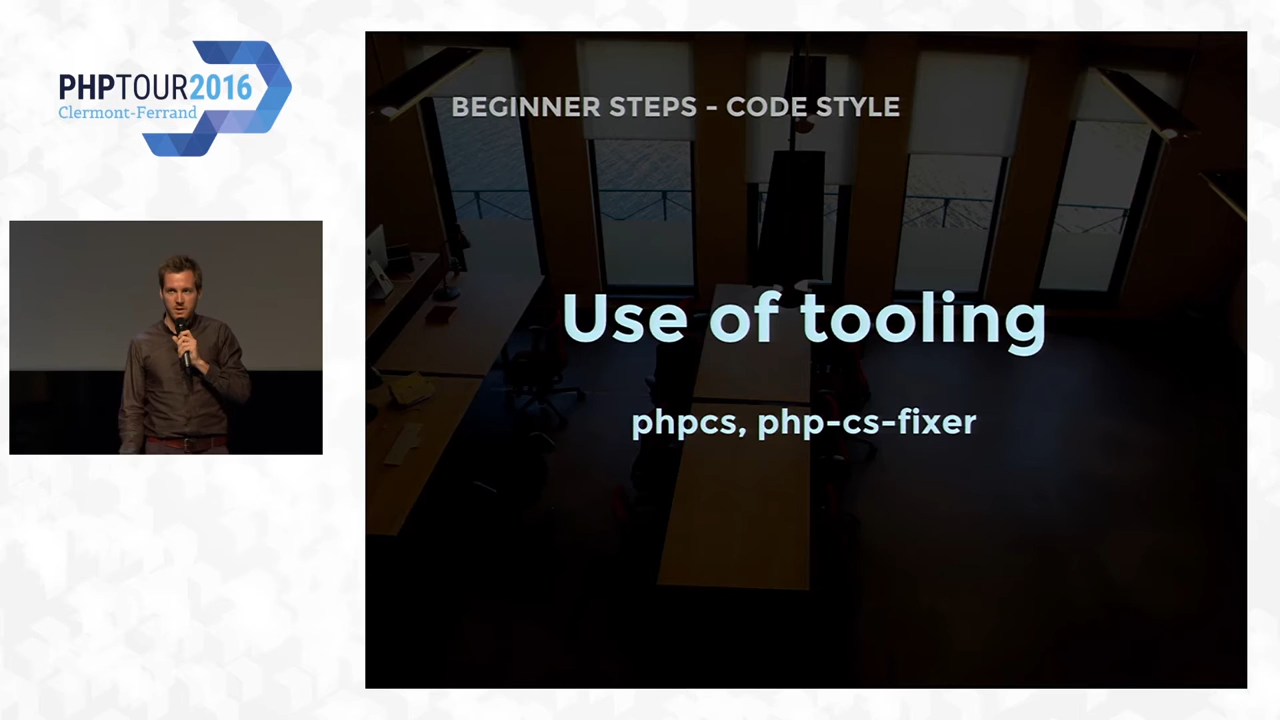 PHPTOUR2016
Clermont-Ferrand
BEGINNER STEPS - CODE STYLE
Use of tooling
phpcs, php-cs-fixer